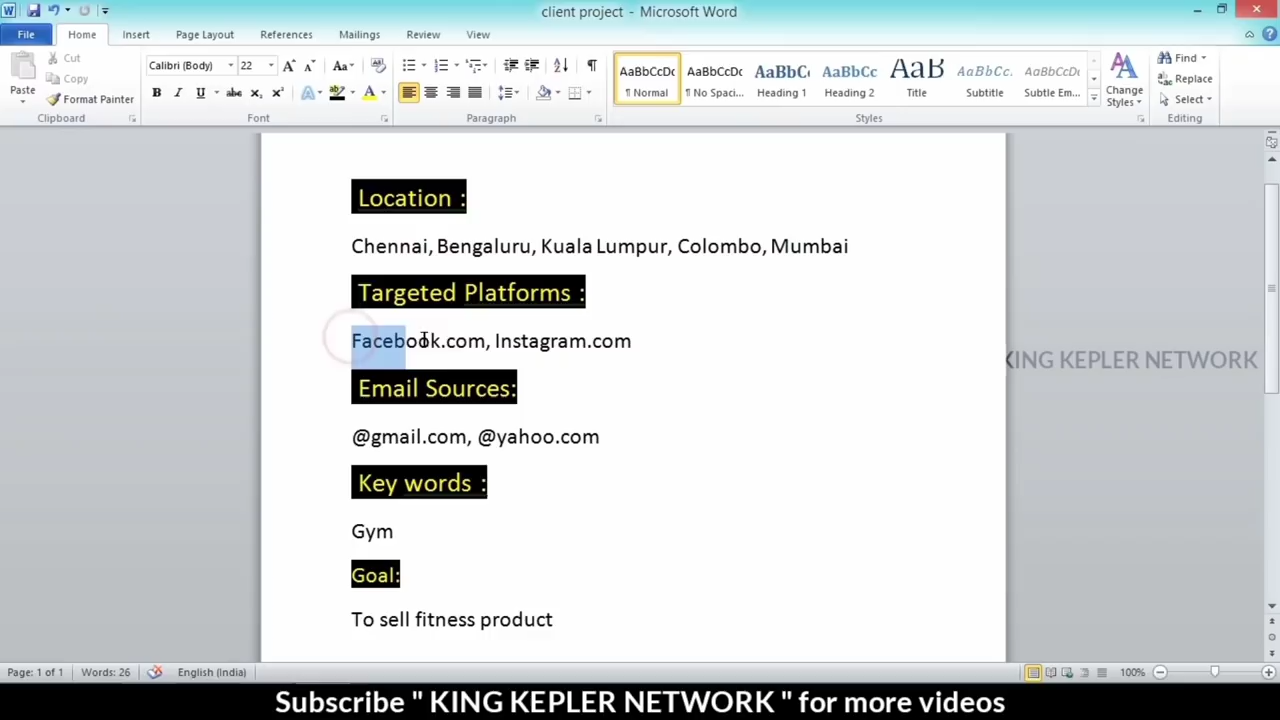 client project - Microsoft Word
File Home Insert Page Layout References Mailings Review View
Cut
Copy
Format Painter
Paste
Calibri (Body) 22
AaBbCcDc AaBbCcDc AaBbC AaBbCc AaB AaBbCc. AaBbCcDc
¶ Normal ¶ No Spaci... Heading 1 Heading 2 Title Subtitle Subtle Em...
Change Styles
Find
Replace
Select
Clipboard Font Paragraph Styles Editing
Location :
Chennai, Bengaluru, Kuala Lumpur, Colombo, Mumbai
Targeted Platforms :
Facebook.com, Instagram.com
KING KEPLER NETWORK
Email Sources:
@gmail.com, @yahoo.com
Key words :
Gym
Goal:
To sell fitness product
Page: 1 of 1 Words: 26 English (India) 100%
Subscribe " KING KEPLER NETWORK " for more videos